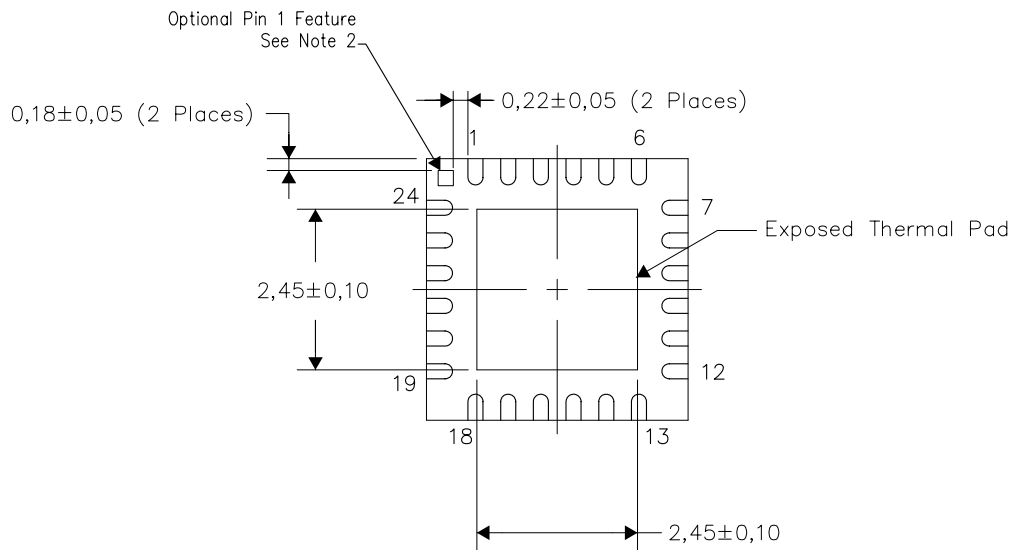 Optional Pin 1 Feature
See Note 2
0,18±0,05 (2 Places)
0,22±0,05 (2 Places)
1
6
24
7
Exposed Thermal Pad
2,45±0,10
19
12
18
13
2,45±0,10